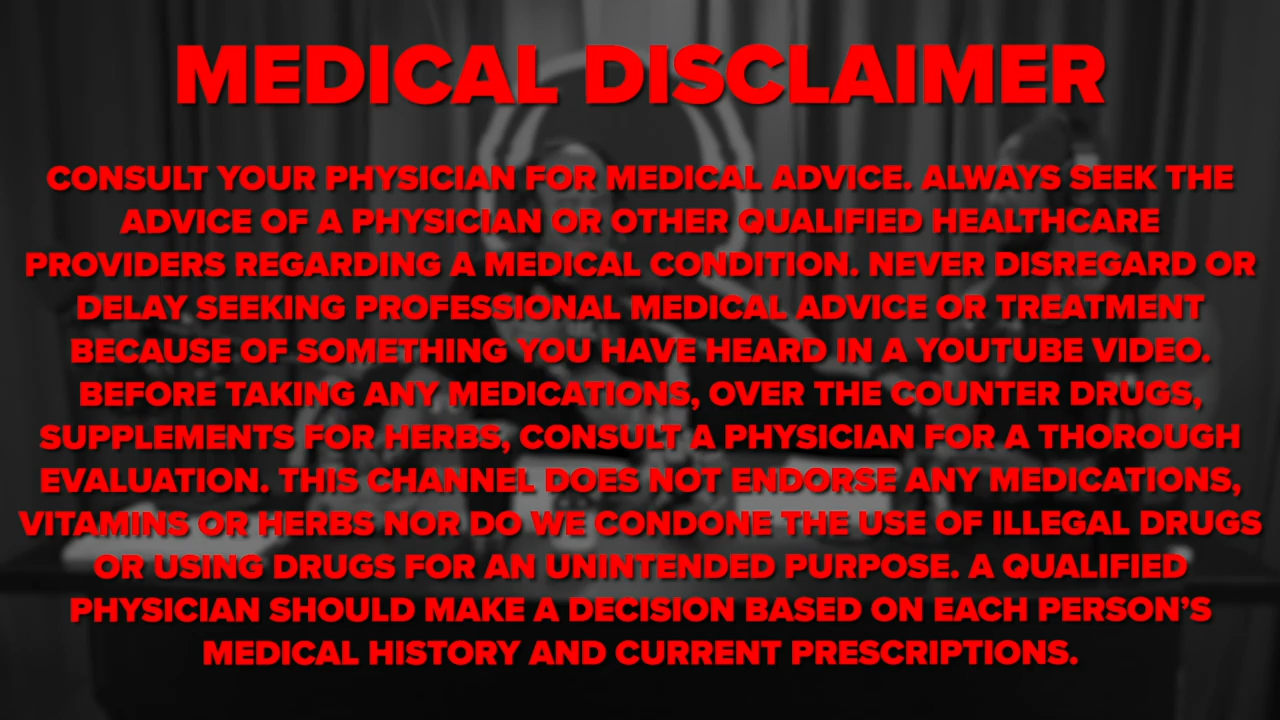 MEDICAL DISCLAIMER
CONSULT YOUR PHYSICIAN FOR MEDICAL ADVICE. ALWAYS SEEK THE
ADVICE OF A PHYSICIAN OR OTHER QUALIFIED HEALTHCARE
PROVIDERS REGARDING A MEDICAL CONDITION. NEVER DISREGARD OR
DELAY SEEKING PROFESSIONAL MEDICAL ADVICE OR TREATMENT
BECAUSE OF SOMETHING YOU HAVE HEARD IN A YOUTUBE VIDEO.
BEFORE TAKING ANY MEDICATIONS, OVER THE COUNTER DRUGS,
SUPPLEMENTS FOR HERBS, CONSULT A PHYSICIAN FOR A THOROUGH
EVALUATION. THIS CHANNEL DOES NOT ENDORSE ANY MEDICATIONS,
VITAMINS OR HERBS NOR DO WE CONDONE THE USE OF ILLEGAL DRUGS
OR USING DRUGS FOR AN UNINTENDED PURPOSE. A QUALIFIED
PHYSICIAN SHOULD MAKE A DECISION BASED ON EACH PERSON’S
MEDICAL HISTORY AND CURRENT PRESCRIPTIONS.